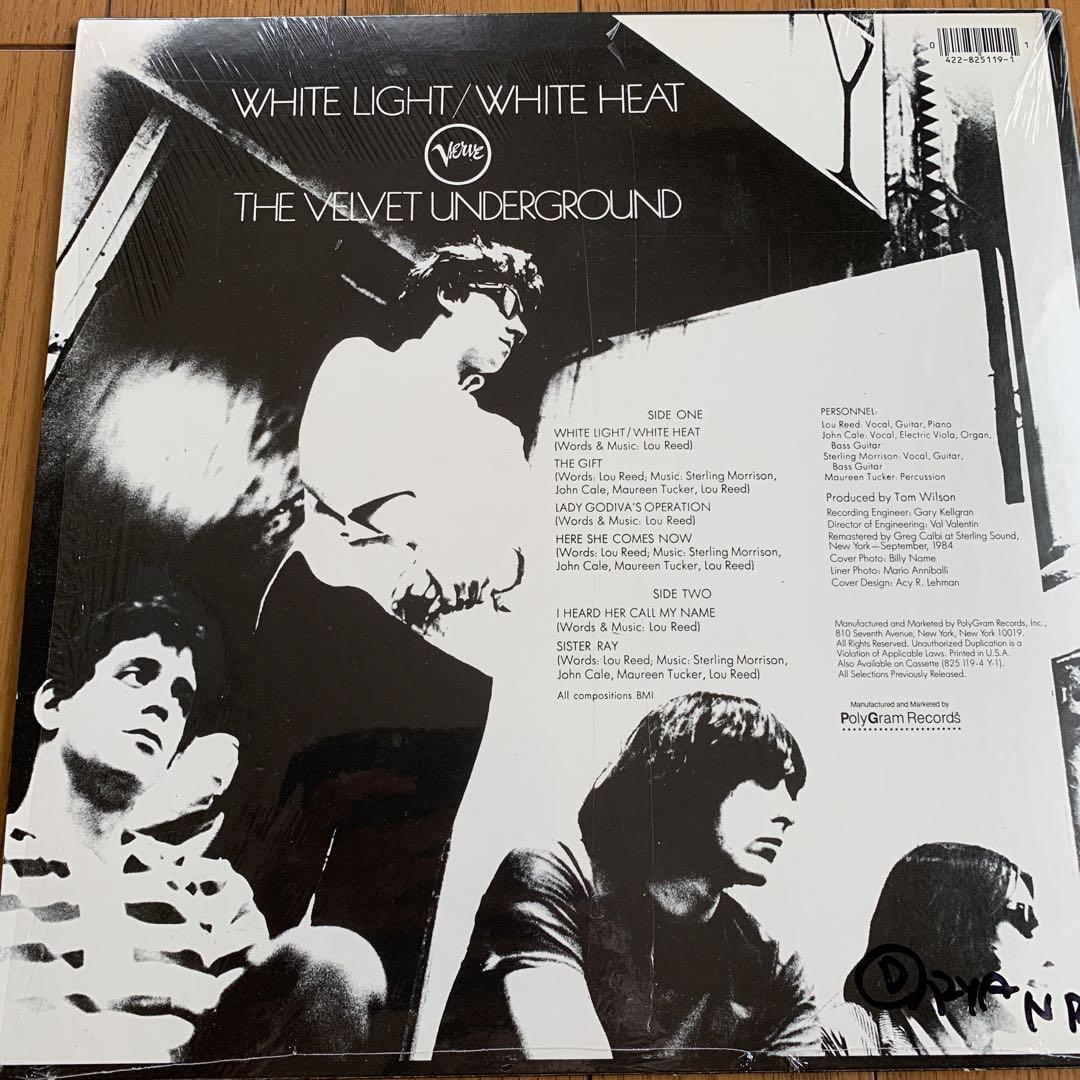 0 422-825119-1 1
WHITE LIGHT/WHITE HEAT
Verve
THE VELVET UNDERGROUND
SIDE ONE
WHITE LIGHT/WHITE HEAT
(Words & Music: Lou Reed)
THE GIFT
(Words: Lou Reed; Music: Sterling Morrison,
John Cale, Maureen Tucker, Lou Reed)
LADY GODIVA'S OPERATION
(Words & Music: Lou Reed)
HERE SHE COMES NOW
(Words: Lou Reed; Music: Sterling Morrison,
John Cale, Maureen Tucker, Lou Reed)
SIDE TWO
I HEARD HER CALL MY NAME
(Words & Music: Lou Reed)
SISTER RAY
(Words: Lou Reed; Music: Sterling Morrison,
John Cale, Maureen Tucker, Lou Reed)
All compositions BMI
PERSONNEL:
Lou Reed: Vocal, Guitar, Piano
John Cale: Vocal, Electric Viola, Organ,
Bass Guitar
Sterling Morrison: Vocal, Guitar,
Bass Guitar
Maureen Tucker: Percussion
Produced by Tom Wilson
Recording Engineer: Gary Kellgran
Director of Engineering: Val Valentin
Remastered by Greg Calbi at Sterling Sound,
New York—September, 1984
Cover Photo: Billy Name
Liner Photo: Mario Anniballi
Cover Design: Acy R. Lehman
Manufactured and Marketed by PolyGram Records, Inc.,
810 Seventh Avenue, New York, New York 10019.
All Rights Reserved. Unauthorized Duplication is a
Violation of Applicable Laws. Printed in U.S.A.
Also Available on Cassette (825 119-4 Y-1).
All Selections Previously Released.
Manufactured and Marketed by
PolyGram Records
D RYAN